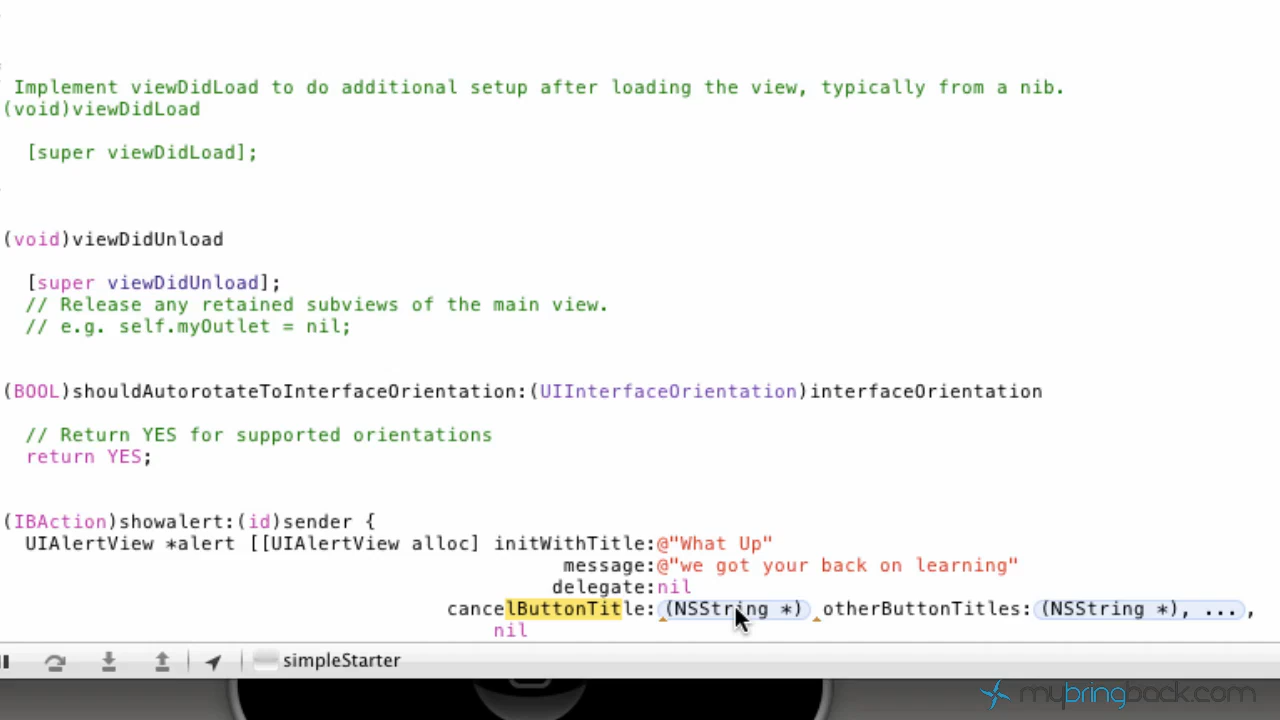 Implement viewDidLoad to do additional setup after loading the view, typically from a nib.
(void)viewDidLoad
[super viewDidLoad];
(void)viewDidUnload
[super viewDidUnload];
// Release any retained subviews of the main view.
// e.g. self.myOutlet = nil;
(BOOL)shouldAutorotateToInterfaceOrientation:(UIInterfaceOrientation)interfaceOrientation
// Return YES for supported orientations
return YES;
(IBAction)showalert:(id)sender {
UIAlertView *alert [[UIAlertView alloc] initWithTitle:@"What Up"
message:@"we got your back on learning"
delegate:nil
cancelButtonTitle:(NSString *) otherButtonTitles:(NSString *), ...,
nil
simpleStarter
mybringback.com